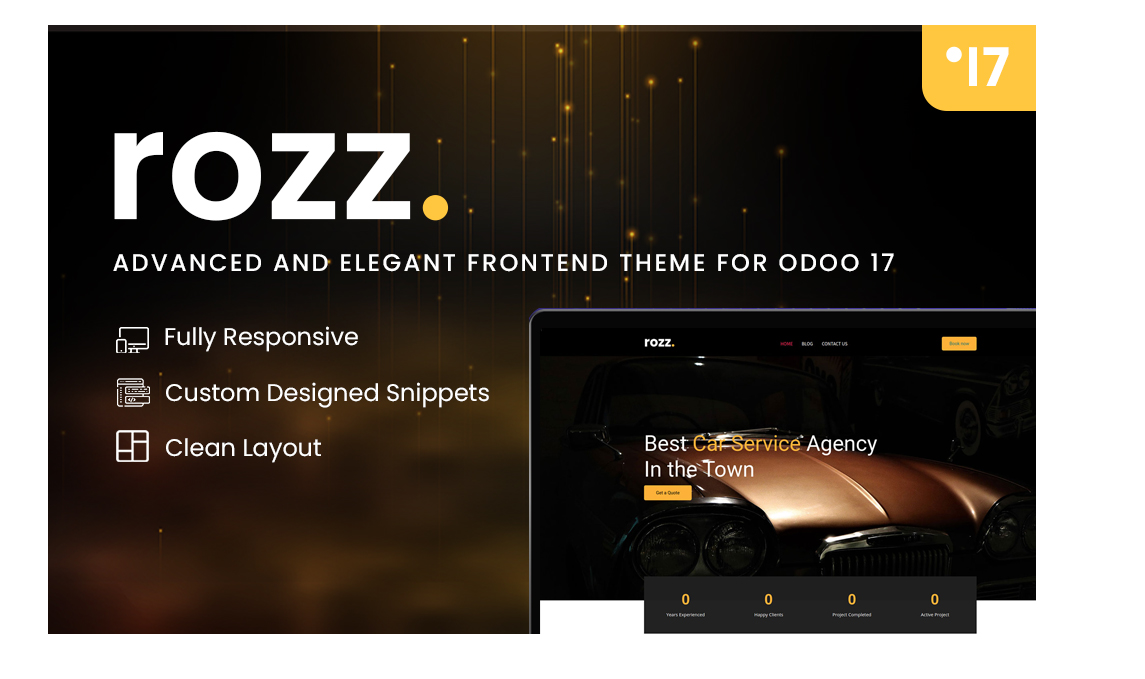 °17
rozz.
ADVANCED AND ELEGANT FRONTEND THEME FOR ODOO 17
Fully Responsive
Custom Designed Snippets
Clean Layout
rozz.
HOME BLOG CONTACT US
Book now
Best Car Service Agency
In the Town
Get a Quote
0 0 0 0
Years Experienced Happy Clients Project Completed Active Project